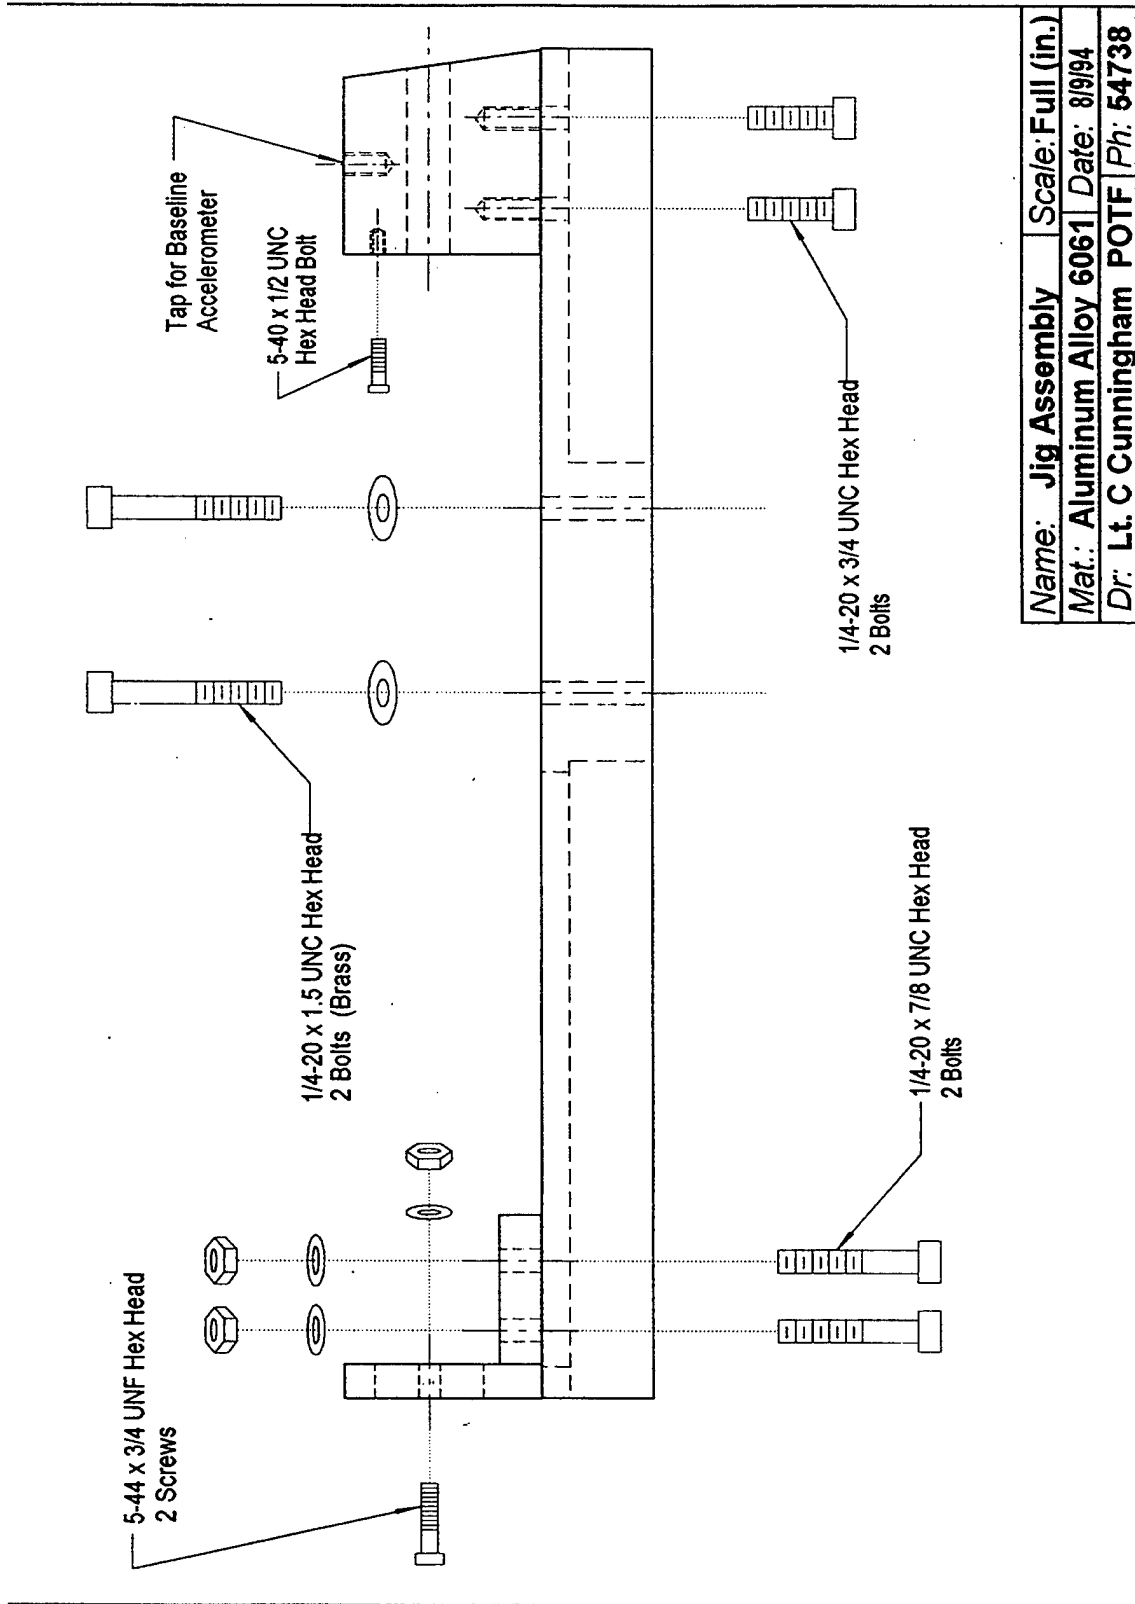 Tap for Baseline
Accelerometer
5-40 x 1/2 UNC
Hex Head Bolt
1/4-20 x 1.5 UNC Hex Head
2 Bolts (Brass)
5-44 x 3/4 UNF Hex Head
2 Screws
1/4-20 x 3/4 UNC Hex Head
2 Bolts
1/4-20 x 7/8 UNC Hex Head
2 Bolts
Name: Jig Assembly Scale: Full (in.)
Mat.: Aluminum Alloy 6061 Date: 8/9/94
Dr: Lt. C Cunningham POTF Ph: 54738